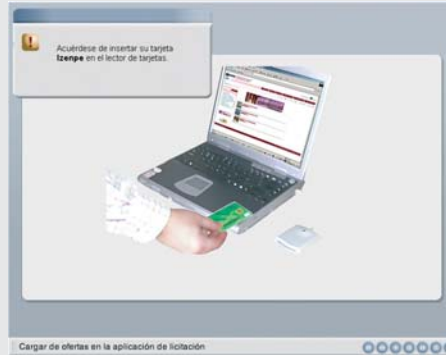 Acuérdese de insertar su tarjeta
Izenpe en el lector de tarjetas.
Cargar de ofertas en la aplicación de licitación